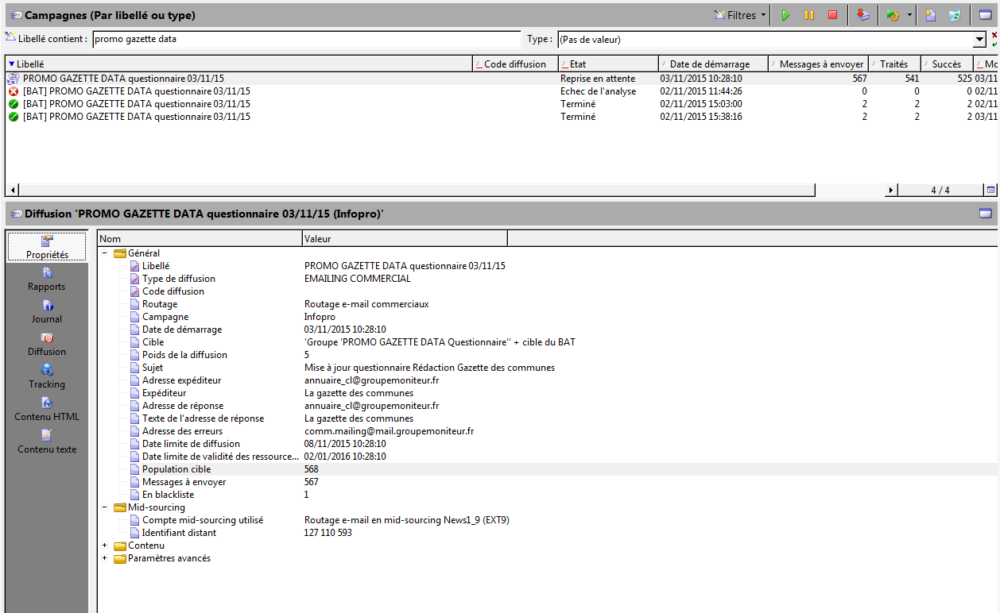 Campagnes (Par libellé ou type) Filtres
Libellé contient : promo gazette data Type : (Pas de valeur)
Libellé Code diffusion Etat Date de démarrage Messages à envoyer Traités Succès Mo
PROMO GAZETTE DATA questionnaire 03/11/15 Reprise en attente 03/11/2015 10:28:10 567 541 525 03/11
[BAT] PROMO GAZETTE DATA questionnaire 03/11/15 Echec de l'analyse 02/11/2015 11:44:26 0 0 0 02/11
[BAT] PROMO GAZETTE DATA questionnaire 03/11/15 Terminé 02/11/2015 15:03:00 2 2 2 02/11
[BAT] PROMO GAZETTE DATA questionnaire 03/11/15 Terminé 02/11/2015 15:38:16 2 2 2 03/11
4 / 4
Diffusion 'PROMO GAZETTE DATA questionnaire 03/11/15 (Infopro)'
Propriétés
Rapports
Journal
Diffusion
Tracking
Contenu HTML
Contenu texte
Nom Valeur
Général
Libellé PROMO GAZETTE DATA questionnaire 03/11/15
Type de diffusion EMAILING COMMERCIAL
Code diffusion
Routage Routage e-mail commerciaux
Campagne Infopro
Date de démarrage 03/11/2015 10:28:10
Cible 'Groupe 'PROMO GAZETTE DATA Questionnaire'' + cible du BAT
Poids de la diffusion 5
Sujet Mise à jour questionnaire Rédaction Gazette des communes
Adresse expéditeur annuaire_cl@groupemoniteur.fr
Expéditeur La gazette des communes
Adresse de réponse annuaire_cl@groupemoniteur.fr
Texte de l'adresse de réponse La gazette des communes
Adresse des erreurs comm.mailing@mail.groupemoniteur.fr
Date limite de diffusion 08/11/2015 10:28:10
Date limite de validité des ressource... 02/01/2016 10:28:10
Population cible 568
Messages à envoyer 567
En blackliste 1
Mid-sourcing
Compte mid-sourcing utilisé Routage e-mail en mid-sourcing News1_9 (EXT9)
Identifiant distant 127 110 593
Contenu
Paramètres avancés